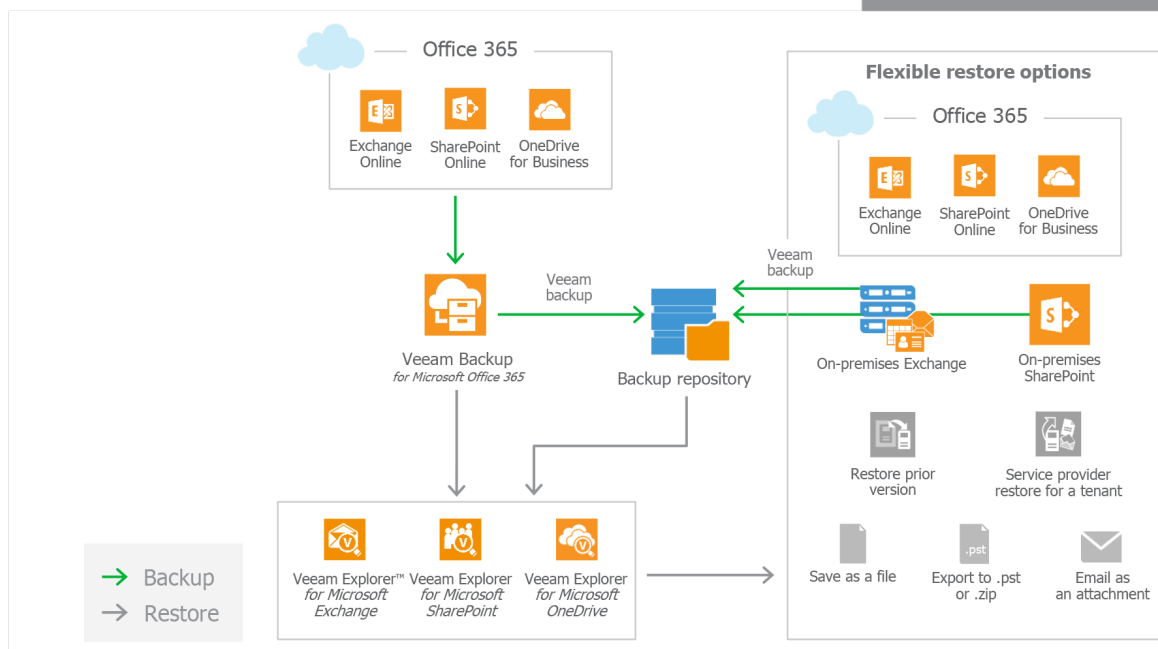 Office 365
Exchange
Online
SharePoint
Online
OneDrive
for Business
Veeam Backup
for Microsoft Office 365
Veeam
backup
Backup repository
Veeam
backup
Flexible restore options
Office 365
Exchange
Online
SharePoint
Online
OneDrive
for Business
On-premises Exchange
On-premises
SharePoint
Restore prior
version
Service provider
restore for a tenant
Save as a file
.pst
Export to .pst
or .zip
Email as
an attachment
Veeam Explorer™
for Microsoft
Exchange
Veeam Explorer
for Microsoft
SharePoint
Veeam Explorer
for Microsoft
OneDrive
Backup
Restore